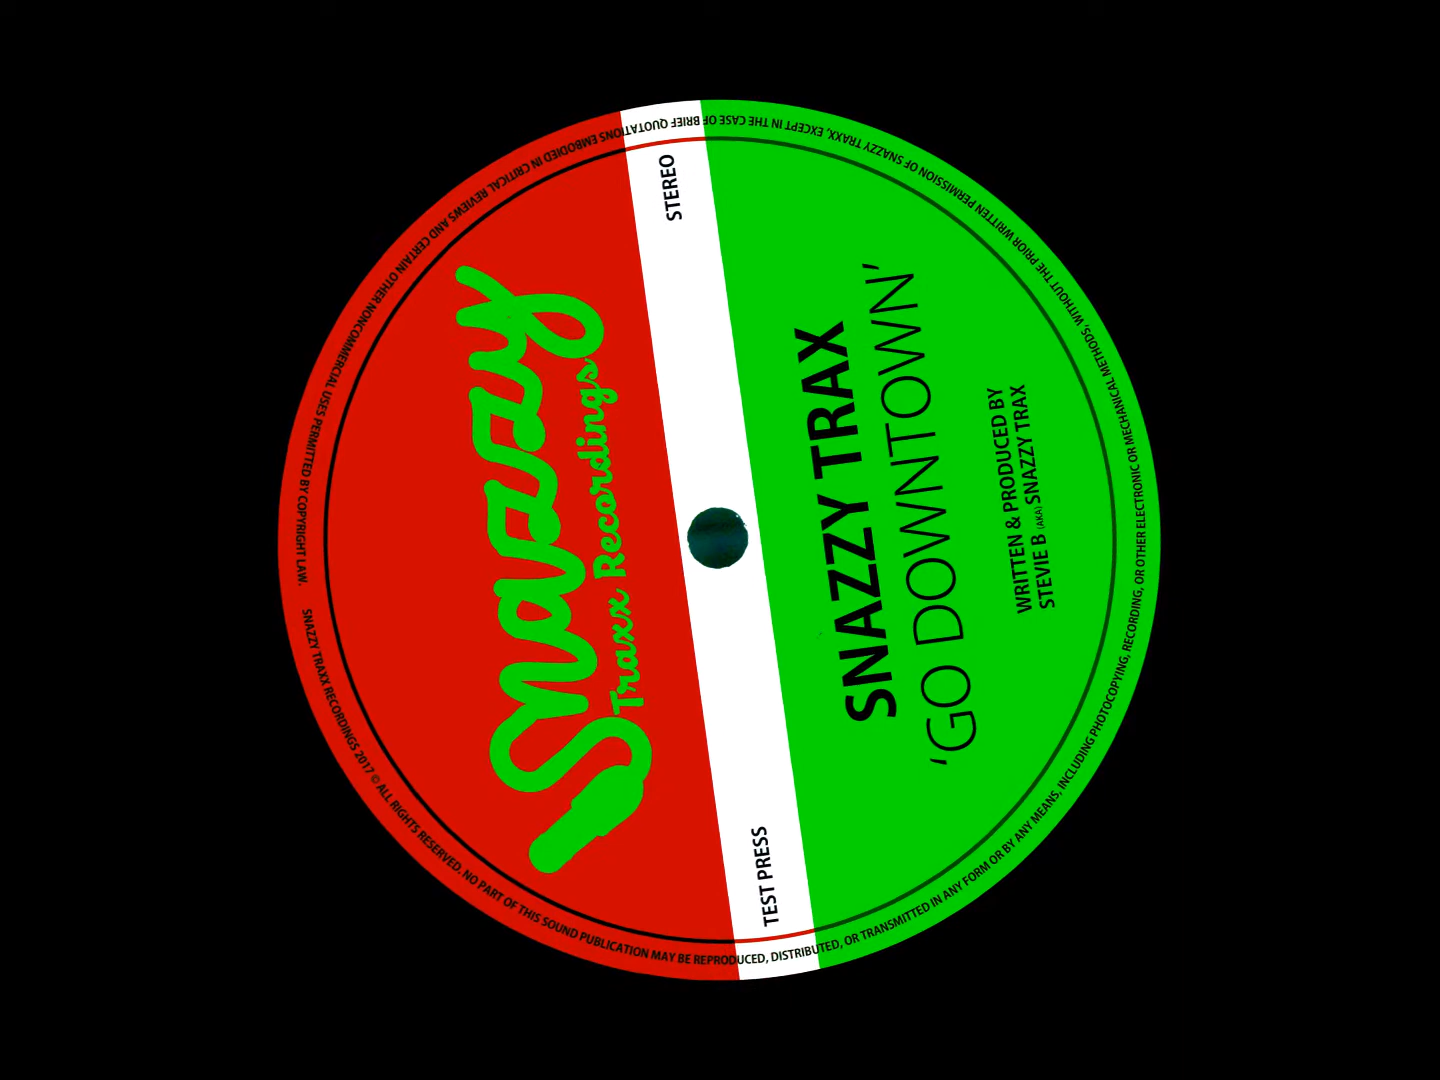 Snazzy
Traxx Recordings
TEST PRESS
STEREO
SNAZZY TRAX
‘GO DOWNTOWN’
WRITTEN & PRODUCED BY
STEVIE B (AKA) SNAZZY TRAX
SNAZZY TRAXX RECORDINGS 2017 © ALL RIGHTS RESERVED. NO PART OF THIS SOUND PUBLICATION MAY BE REPRODUCED, DISTRIBUTED, OR TRANSMITTED IN ANY FORM OR BY ANY MEANS, INCLUDING PHOTOCOPYING, RECORDING, OR OTHER ELECTRONIC OR MECHANICAL METHODS, WITHOUT THE PRIOR WRITTEN PERMISSION OF SNAZZY TRAXX, EXCEPT IN THE CASE OF BRIEF QUOTATIONS EMBODIED IN CRITICAL REVIEWS AND CERTAIN OTHER NONCOMMERCIAL USES PERMITTED BY COPYRIGHT LAW.